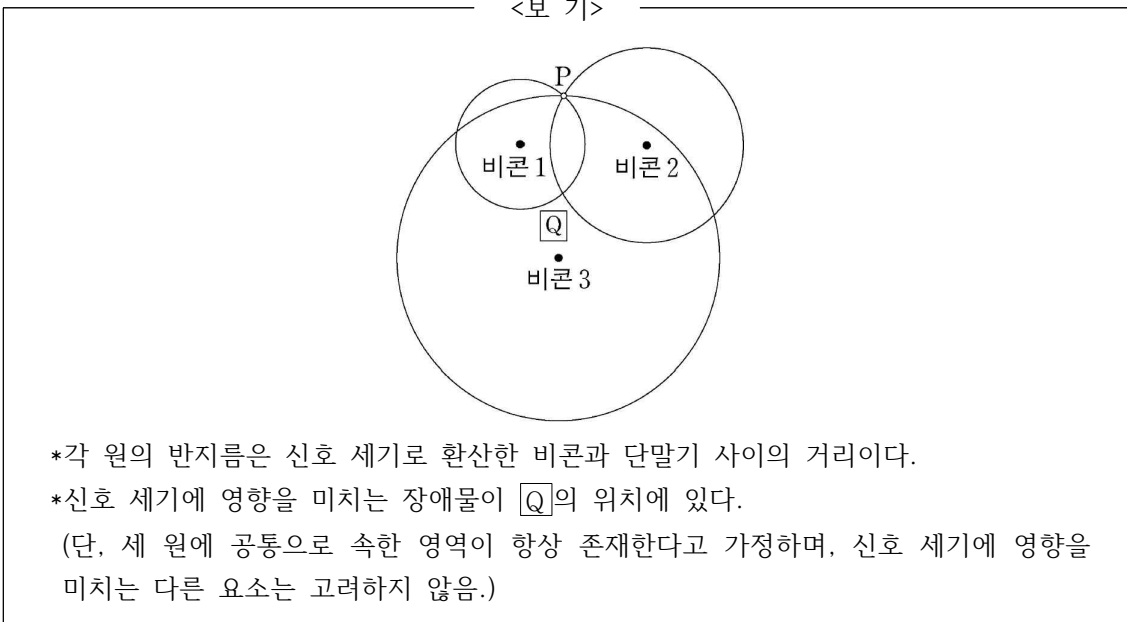 <보 기>
P
비콘 1 비콘 2
Q
비콘 3
*각 원의 반지름은 신호 세기로 환산한 비콘과 단말기 사이의 거리이다.
*신호 세기에 영향을 미치는 장애물이 Q의 위치에 있다.
(단, 세 원에 공통으로 속한 영역이 항상 존재한다고 가정하며, 신호 세기에 영향을
미치는 다른 요소는 고려하지 않음.)